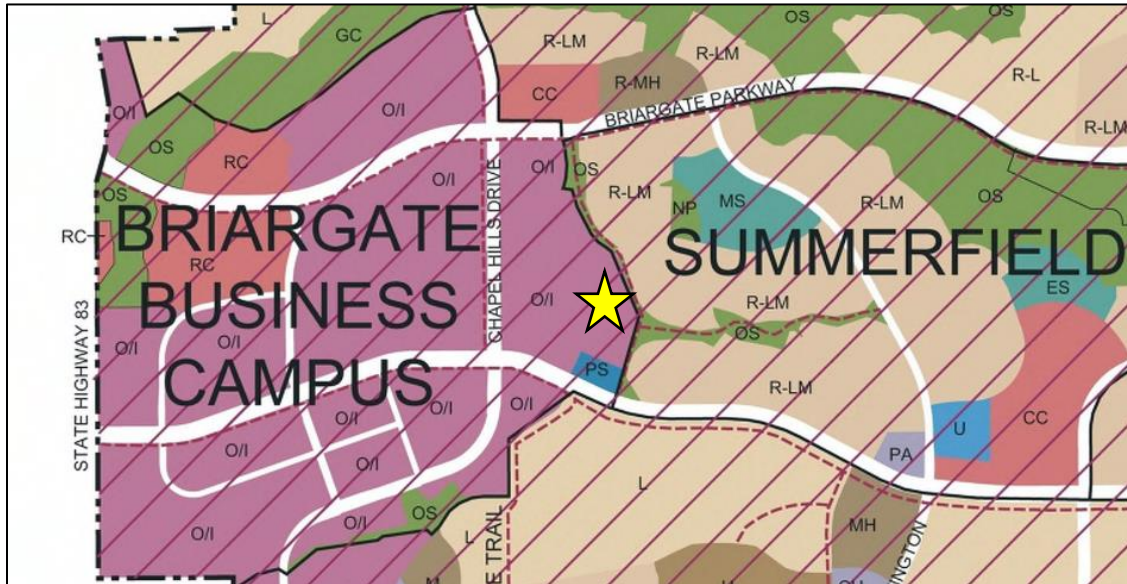 L
GC
OS
OS
R-LM
R-LM
R-L
CC
R-MH
BRIARGATE PARKWAY
O/I
O/I
R-LM
OS
RC
O/I
O/I
OS
OS
R-LM
NP
MS
R-LM
OS
RC
BRIARGATE
BUSINESS
CAMPUS
RC
CHAPEL HILLS DRIVE
SUMMERFIELD
O/I
R-LM
ES
OS
O/I
O/I
STATE HIGHWAY 83
PS
R-LM
O/I
O/I
O/I
CC
U
O/I
O/I
PA
L
OS
O/I
O/I
L
E TRAIL
MH
INGTON